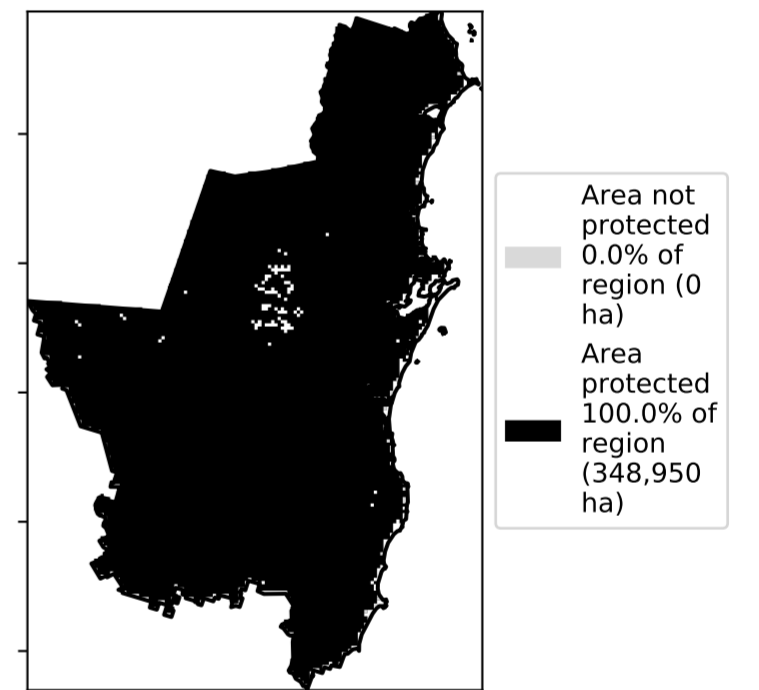 Area not
protected
0.0% of
region (0
ha)
Area
protected
100.0% of
region
(348,950
ha)